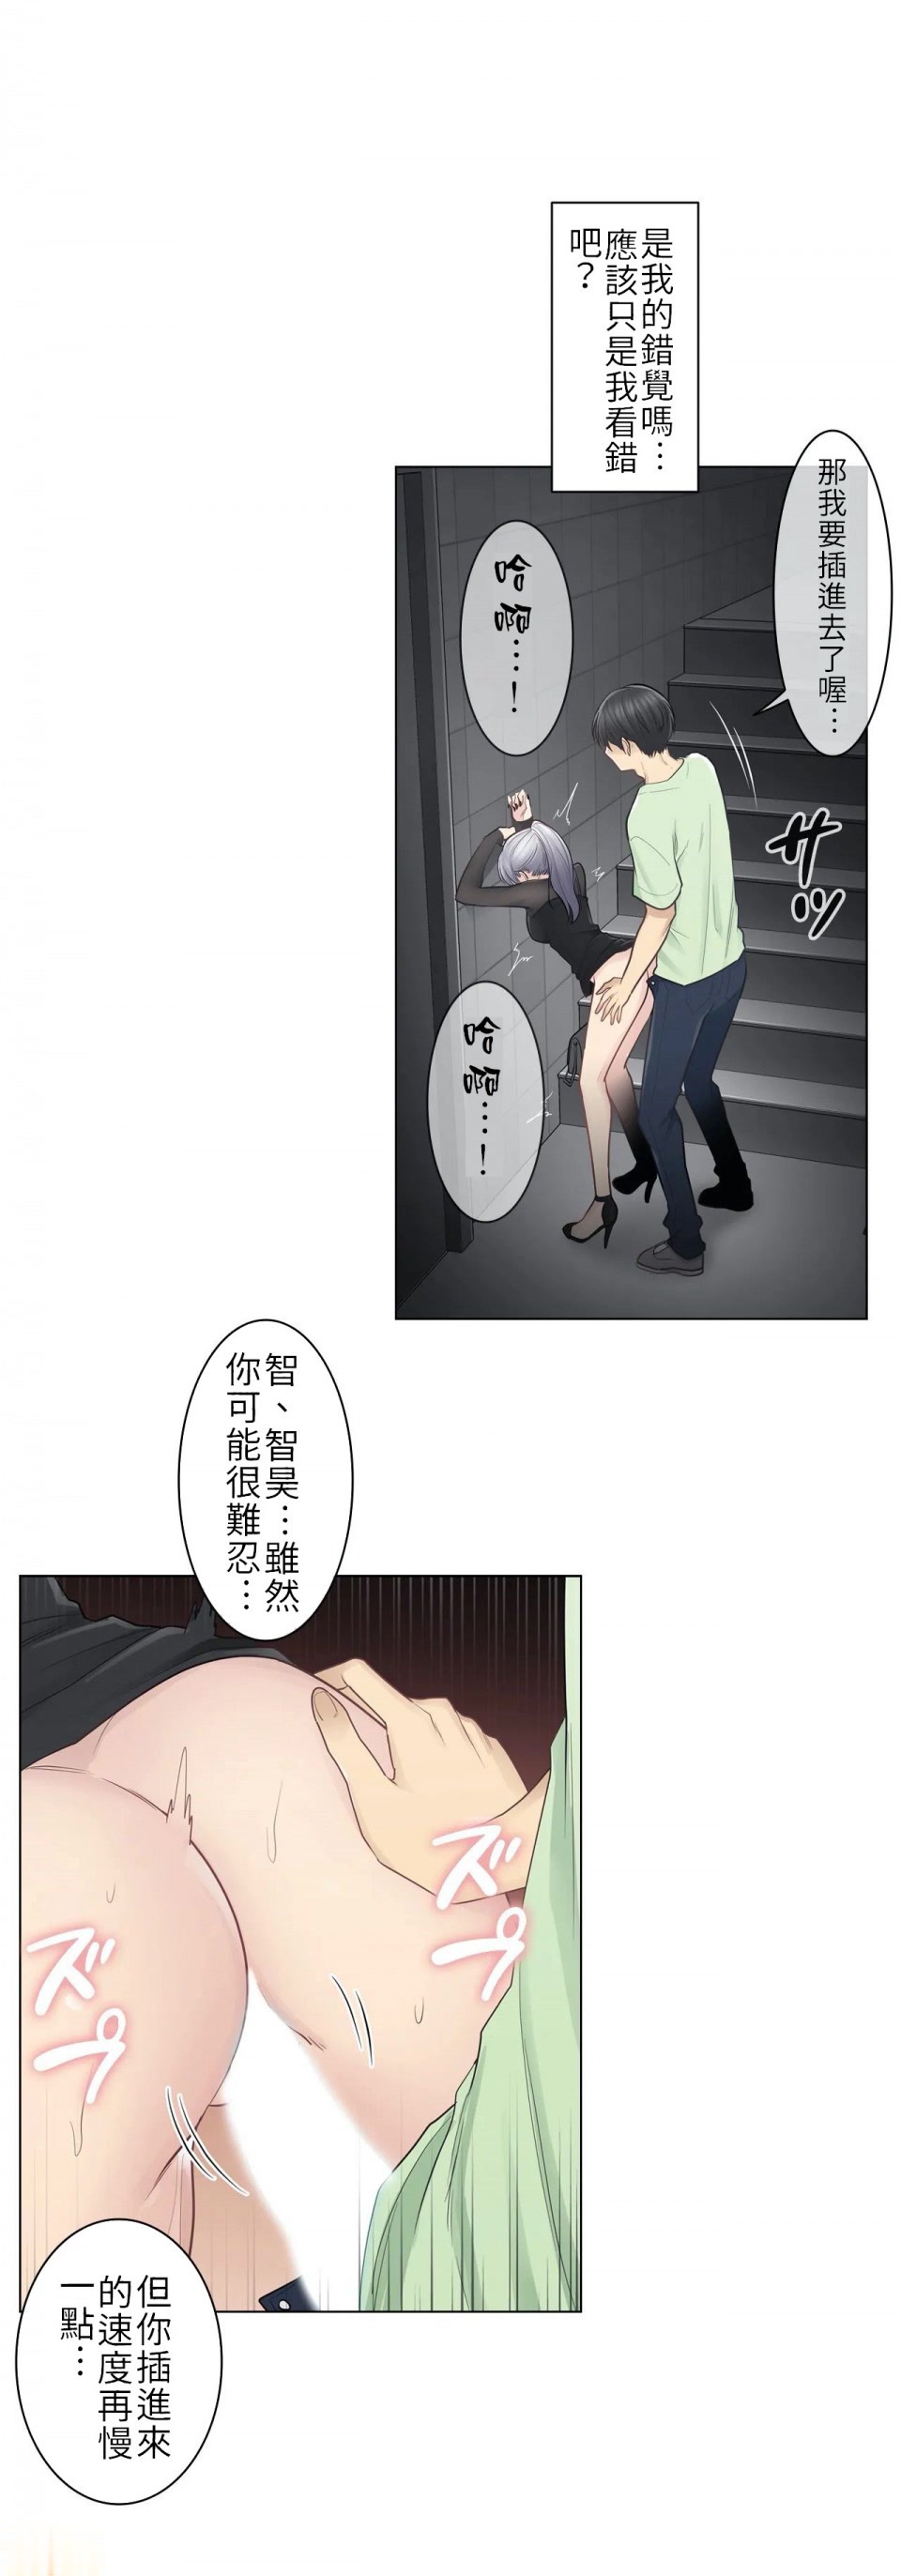 是我的錯覺嗎…
應該只是我看錯
吧？
那我要插進去了喔…
哈啊…！
サッ
哈啊…！
智、智昊…雖然
你可能很難忍…
ズプ
ズプ
但你插進來
的速度再慢
一點…